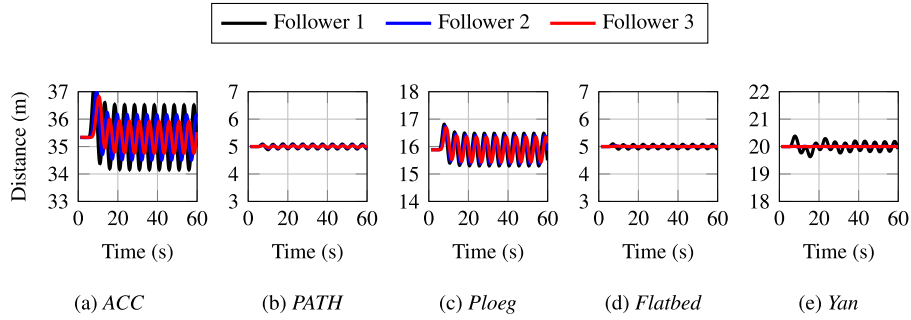 Follower 1 Follower 2 Follower 3
Distance (m)
37
36
35
34
33
0 20 40 60
Time (s)
(a) ACC
7
6
5
4
3
0 20 40 60
Time (s)
(b) PATH
18
17
16
15
14
0 20 40 60
Time (s)
(c) Ploeg
7
6
5
4
3
0 20 40 60
Time (s)
(d) Flatbed
22
21
20
19
18
0 20 40 60
Time (s)
(e) Yan